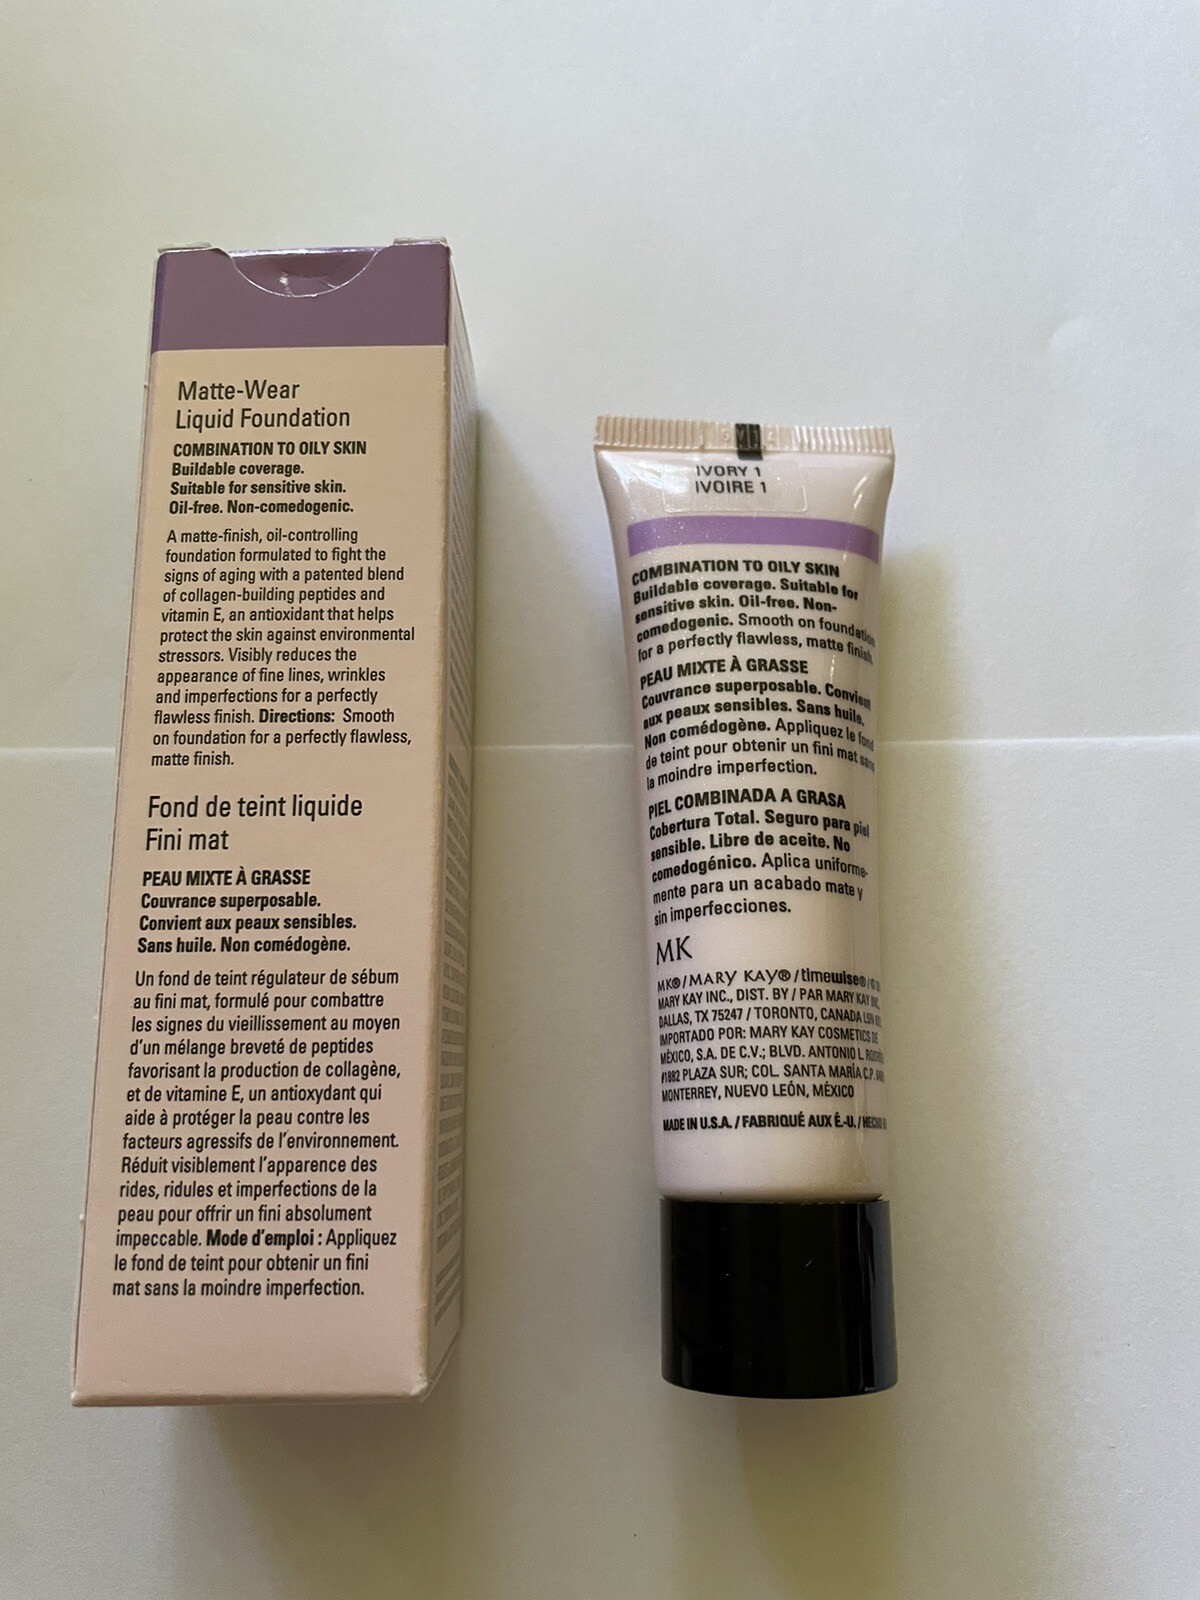 Matte-Wear
Liquid Foundation
COMBINATION TO OILY SKIN
Buildable coverage.
Suitable for sensitive skin.
Oil-free. Non-comedogenic.
A matte-finish, oil-controlling
foundation formulated to fight the
signs of aging with a patented blend
of collagen-building peptides and
vitamin E, an antioxidant that helps
protect the skin against environmental
stressors. Visibly reduces the
appearance of fine lines, wrinkles
and imperfections for a perfectly
flawless finish. Directions: Smooth
on foundation for a perfectly flawless,
matte finish.
Fond de teint liquide
Fini mat
PEAU MIXTE À GRASSE
Couvrance superposable.
Convient aux peaux sensibles.
Sans huile. Non comédogène.
Un fond de teint régulateur de sébum
au fini mat, formulé pour combattre
les signes du vieillissement au moyen
d'un mélange breveté de peptides
favorisant la production de collagène,
et de vitamine E, un antioxydant qui
aide à protéger la peau contre les
facteurs agressifs de l'environnement.
Réduit visiblement l'apparence des
rides, ridules et imperfections de la
peau pour offrir un fini absolument
impeccable. Mode d'emploi : Appliquez
le fond de teint pour obtenir un fini
mat sans la moindre imperfection.
IVORY 1
IVOIRE 1
COMBINATION TO OILY SKIN
Buildable coverage. Suitable for
sensitive skin. Oil-free. Non-
comedogenic. Smooth on foundation
for a perfectly flawless, matte finish.
PEAU MIXTE À GRASSE
Couvrance superposable. Convient
aux peaux sensibles. Sans huile.
Non comédogène. Appliquez le fond
de teint pour obtenir un fini mat sans
la moindre imperfection.
PIEL COMBINADA A GRASA
Cobertura Total. Seguro para piel
sensible. Libre de aceite. No
comedogénico. Aplica uniforme-
mente para un acabado mate y
sin imperfecciones.
MK
MK®/MARY KAY®/timewise®/©
MARY KAY INC., DIST. BY / PAR MARY KAY INC.
DALLAS, TX 75247 / TORONTO, CANADA
IMPORTADO POR: MARY KAY COSMETICS DE
MÉXICO, S.A. DE C.V.; BLVD. ANTONIO L.
#1882 PLAZA SUR; COL. SANTA MARÍA C.P.
MONTERREY, NUEVO LEÓN, MÉXICO
MADE IN U.S.A. / FABRIQUÉ AUX É.-U. /